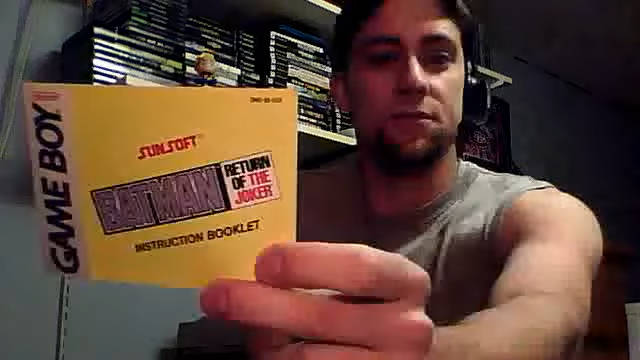 GAME BOY
SUNSOFT
BATMAN
RETURN
OF THE
JOKER
INSTRUCTION BOOKLET